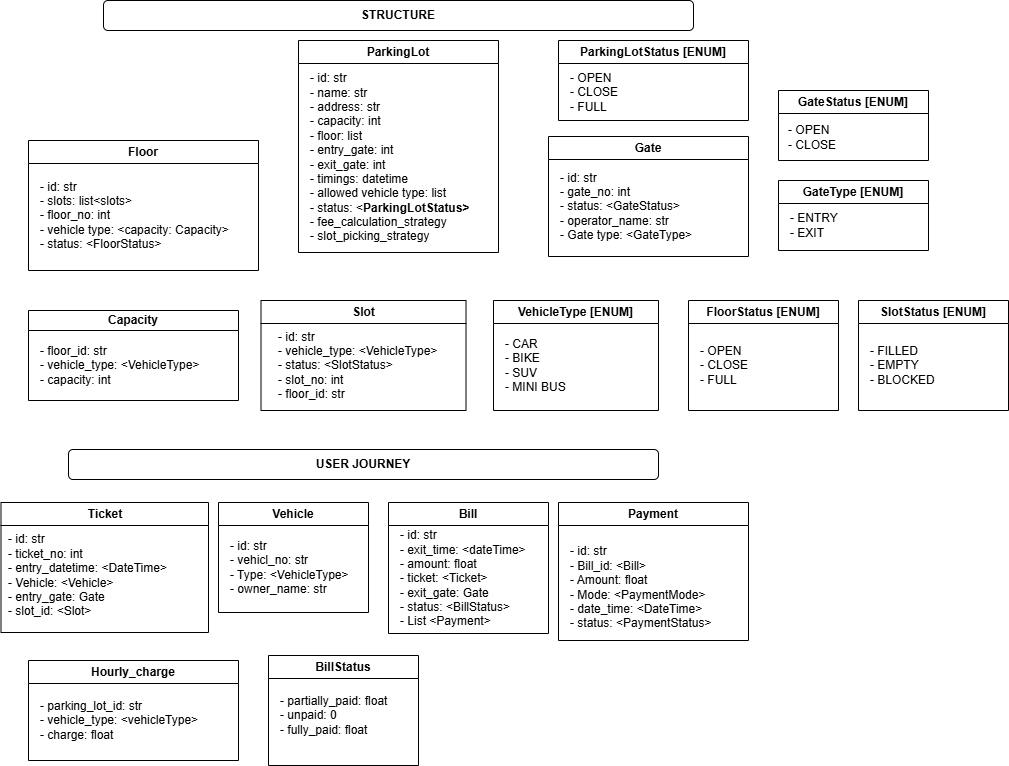 STRUCTURE
ParkingLot
- id: str
- name: str
- address: str
- capacity: int
- floor: list
- entry_gate: int
- exit_gate: int
- timings: datetime
- allowed vehicle type: list
- status: <ParkingLotStatus>
- fee_calculation_strategy
- slot_picking_strategy
ParkingLotStatus [ENUM]
- OPEN
- CLOSE
- FULL
GateStatus [ENUM]
- OPEN
- CLOSE
Floor
- id: str
- slots: list<slots>
- floor_no: int
- vehicle type: <capacity: Capacity>
- status: <FloorStatus>
Gate
- id: str
- gate_no: int
- status: <GateStatus>
- operator_name: str
- Gate type: <GateType>
GateType [ENUM]
- ENTRY
- EXIT
Capacity
- floor_id: str
- vehicle_type: <VehicleType>
- capacity: int
Slot
- id: str
- vehicle_type: <VehicleType>
- status: <SlotStatus>
- slot_no: int
- floor_id: str
VehicleType [ENUM]
- CAR
- BIKE
- SUV
- MINI BUS
FloorStatus [ENUM]
- OPEN
- CLOSE
- FULL
SlotStatus [ENUM]
- FILLED
- EMPTY
- BLOCKED
USER JOURNEY
Ticket
- id: str
- ticket_no: int
- entry_datetime: <DateTime>
- Vehicle: <Vehicle>
- entry_gate: Gate
- slot_id: <Slot>
Vehicle
- id: str
- vehicl_no: str
- Type: <VehicleType>
- owner_name: str
Bill
- id: str
- exit_time: <dateTime>
- amount: float
- ticket: <Ticket>
- exit_gate: Gate
- status: <BillStatus>
- List <Payment>
Payment
- id: str
- Bill_id: <Bill>
- Amount: float
- Mode: <PaymentMode>
- date_time: <DateTime>
- status: <PaymentStatus>
Hourly_charge
- parking_lot_id: str
- vehicle_type: <vehicleType>
- charge: float
BillStatus
- partially_paid: float
- unpaid: 0
- fully_paid: float